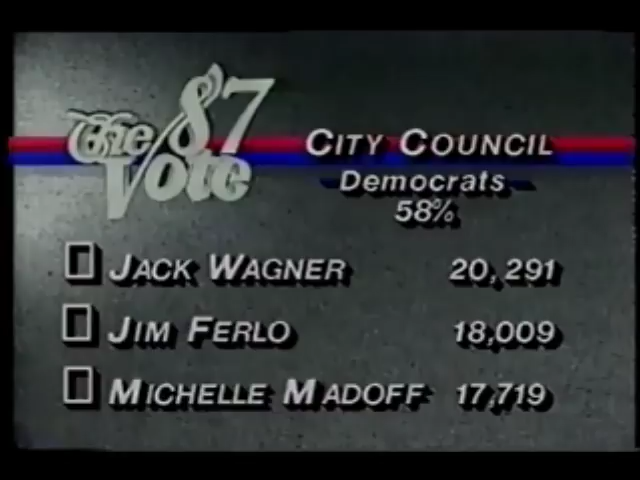 The '87
Vote
CITY COUNCIL
Democrats
58%
JACK WAGNER 20,291
JIM FERLO 18,009
MICHELLE MADOFF 17,719